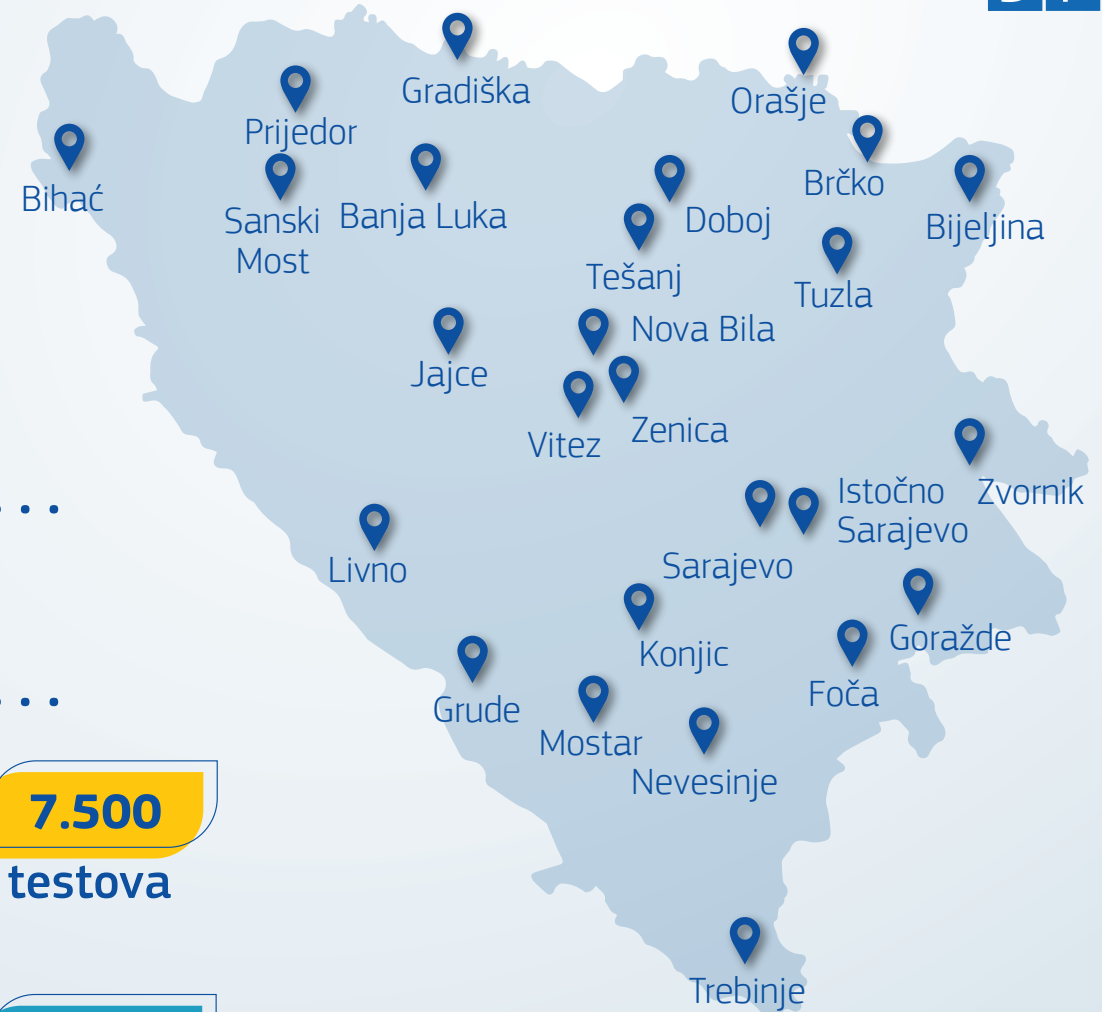 Gradiška
Orašje
Prijedor
Brčko
Bihać
Sanski
Most
Banja Luka
Doboj
Bijeljina
Tešanj
Tuzla
Nova Bila
Jajce
Vitez
Zenica
Istočno
Sarajevo
Zvornik
Sarajevo
Livno
Konjic
Goražde
Foča
Grude
Mostar
Nevesinje
7.500
testova
Trebinje